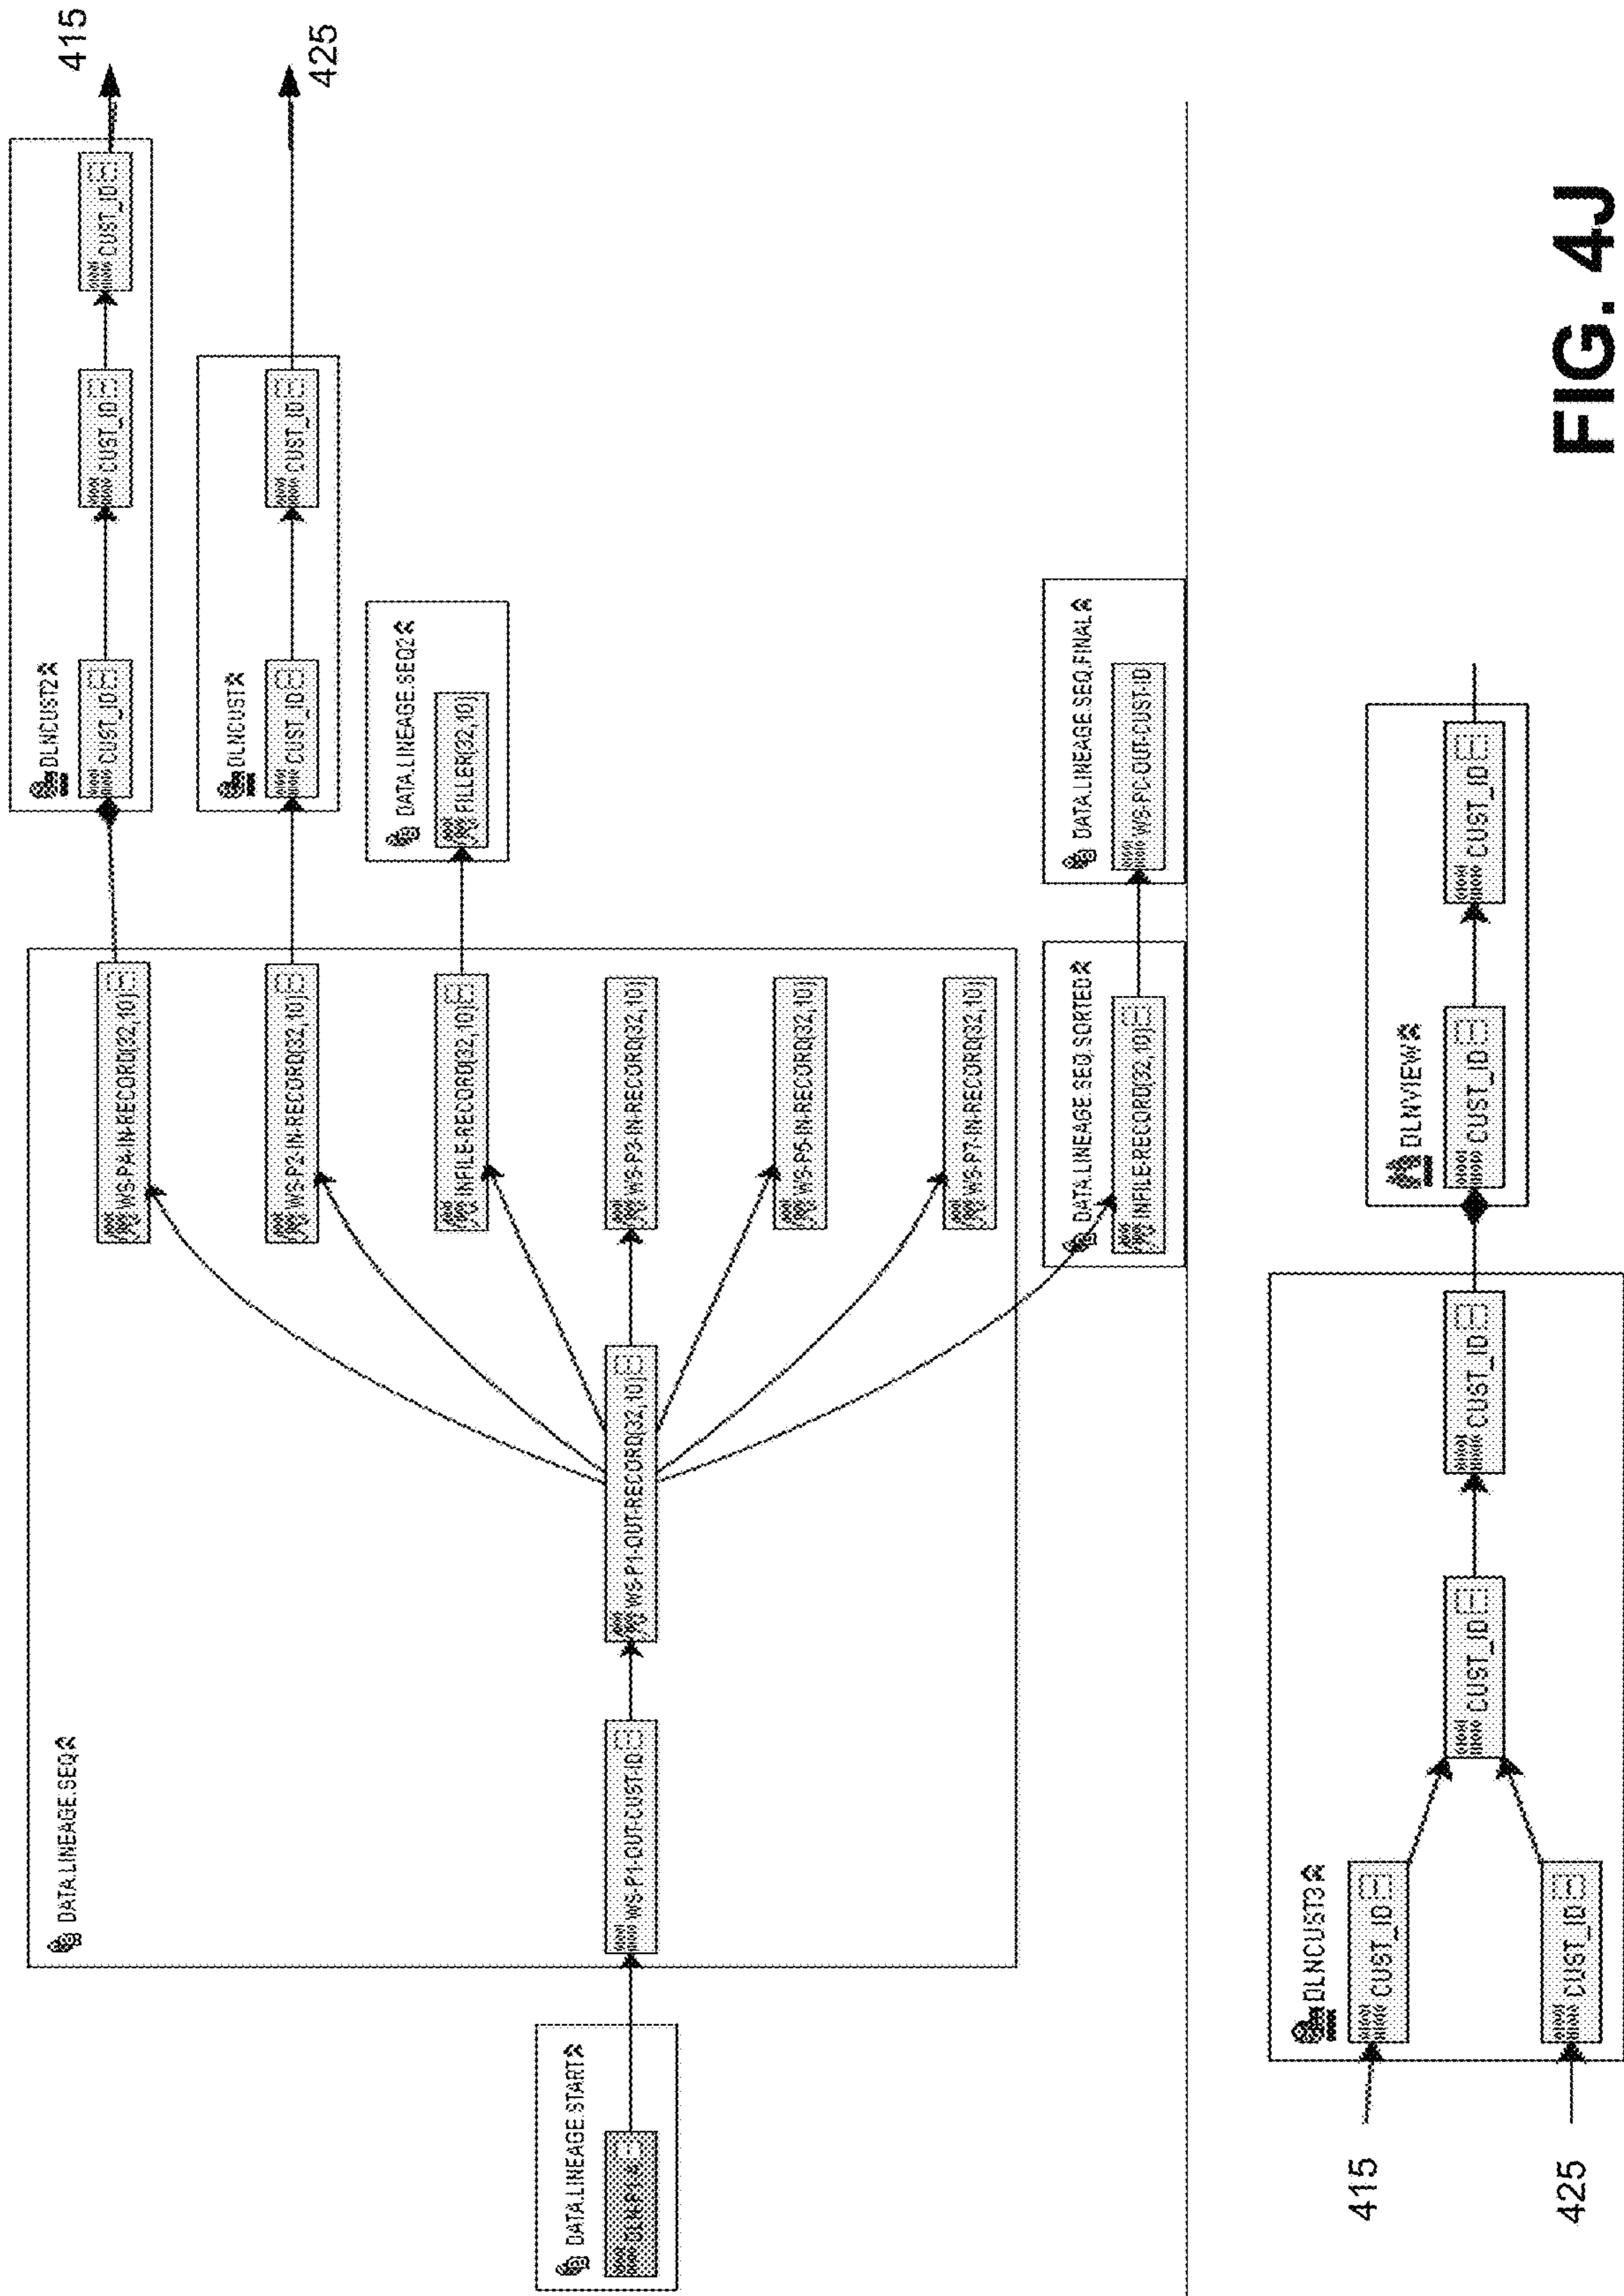 DATA.LINEAGE.START
DATA.LINEAGE.SEQ
WS-P1-OUT-CUST-ID
WS-P1-OUT-RECORD(32,10)
WS-PA-IN-RECORD(32,10)
WS-P2-IN-RECORD(32,10)
INFILE-RECORD(32,10)
WS-P3-IN-RECORD(32,10)
WS-P5-IN-RECORD(32,10)
WS-P7-IN-RECORD(32,10)
DLNCUST2
CUST_ID
CUST_ID
CUST_ID
415
DLNCUST
CUST_ID
CUST_ID
425
DATA.LINEAGE.SEQ2
FILLER(32,10)
DATA.LINEAGE.SEQ.SORTED
INFILE-RECORD(32,10)
DATA.LINEAGE.SEQ.FINAL
WS-PC-OUT-CUST-ID
415
425
DLNCUST3
CUST_ID
CUST_ID
CUST_ID
CUST_ID
DLNVIEW
CUST_ID
CUST_ID
FIG. 4J